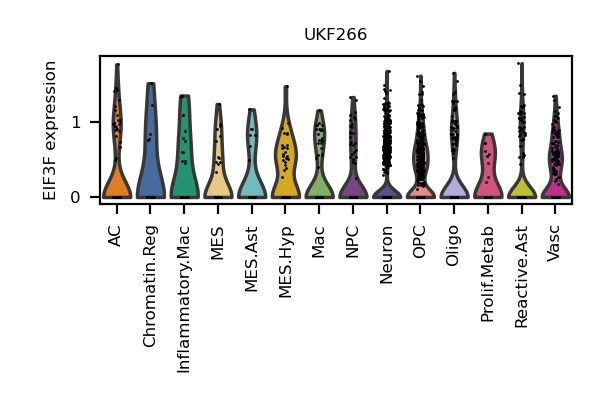 UKF266
EIF3F expression
1
0
AC
Chromatin.Reg
Inflammatory.Mac
MES
MES.Ast
MES.Hyp
Mac
NPC
Neuron
OPC
Oligo
Prolif.Metab
Reactive.Ast
Vasc